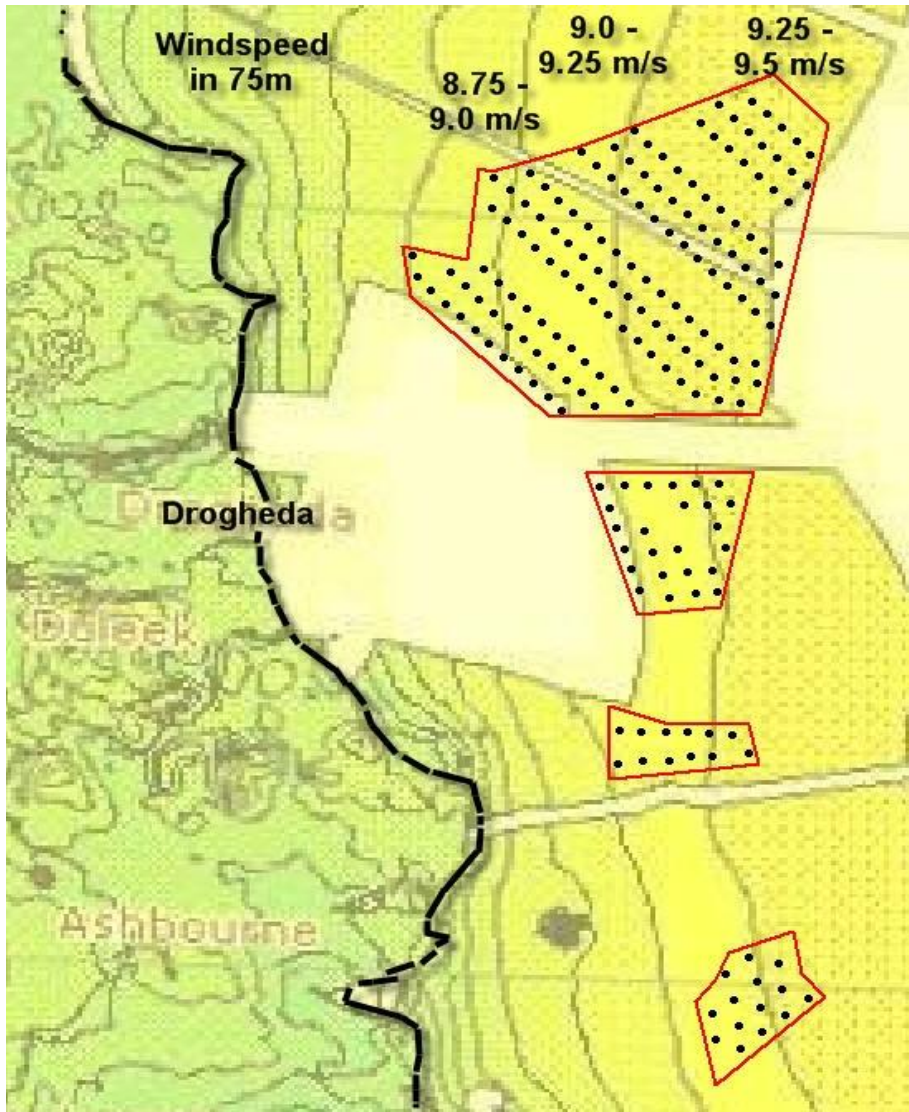 Windspeed
in 75m
8.75 -
9.0 m/s
9.0 -
9.25 m/s
9.25 -
9.5 m/s
Drogheda
Duleek
Ashbourne